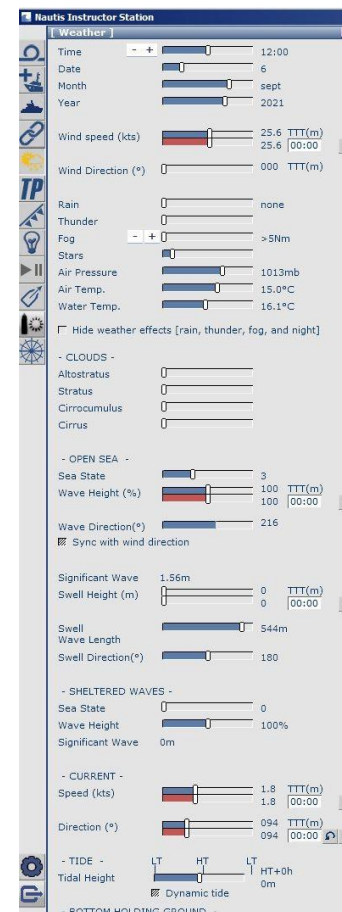 Nautis Instructor Station
[ Weather ]
Time - + 12:00
Date 6
Month sept
Year 2021
Wind speed (kts) 25.6 TTT(m)
25.6 00:00
Wind Direction (°) 000 TTT(m)
TP
Rain none
Thunder
Fog - + >5Nm
Stars
Air Pressure 1013mb
Air Temp. 15.0°C
Water Temp. 16.1°C
Hide weather effects [rain, thunder, fog, and night]
- CLOUDS -
Altostratus
Stratus
Cirrocumulus
Cirrus
- OPEN SEA -
Sea State 3
Wave Height (%) 100 TTT(m)
100 00:00
Wave Direction(°) 216
Sync with wind direction
Significant Wave 1.56m
Swell Height (m) 0 TTT(m)
0 00:00
Swell 544m
Wave Length
Swell Direction(°) 180
- SHELTERED WAVES -
Sea State 0
Wave Height 100%
Significant Wave 0m
- CURRENT -
Speed (kts) 1.8 TTT(m)
1.8 00:00
Direction (°) 094 TTT(m)
094 00:00
- TIDE - LT HT LT
Tidal Height HT+0h
0m
Dynamic tide
- BOTTOM HOLDING GROUND -